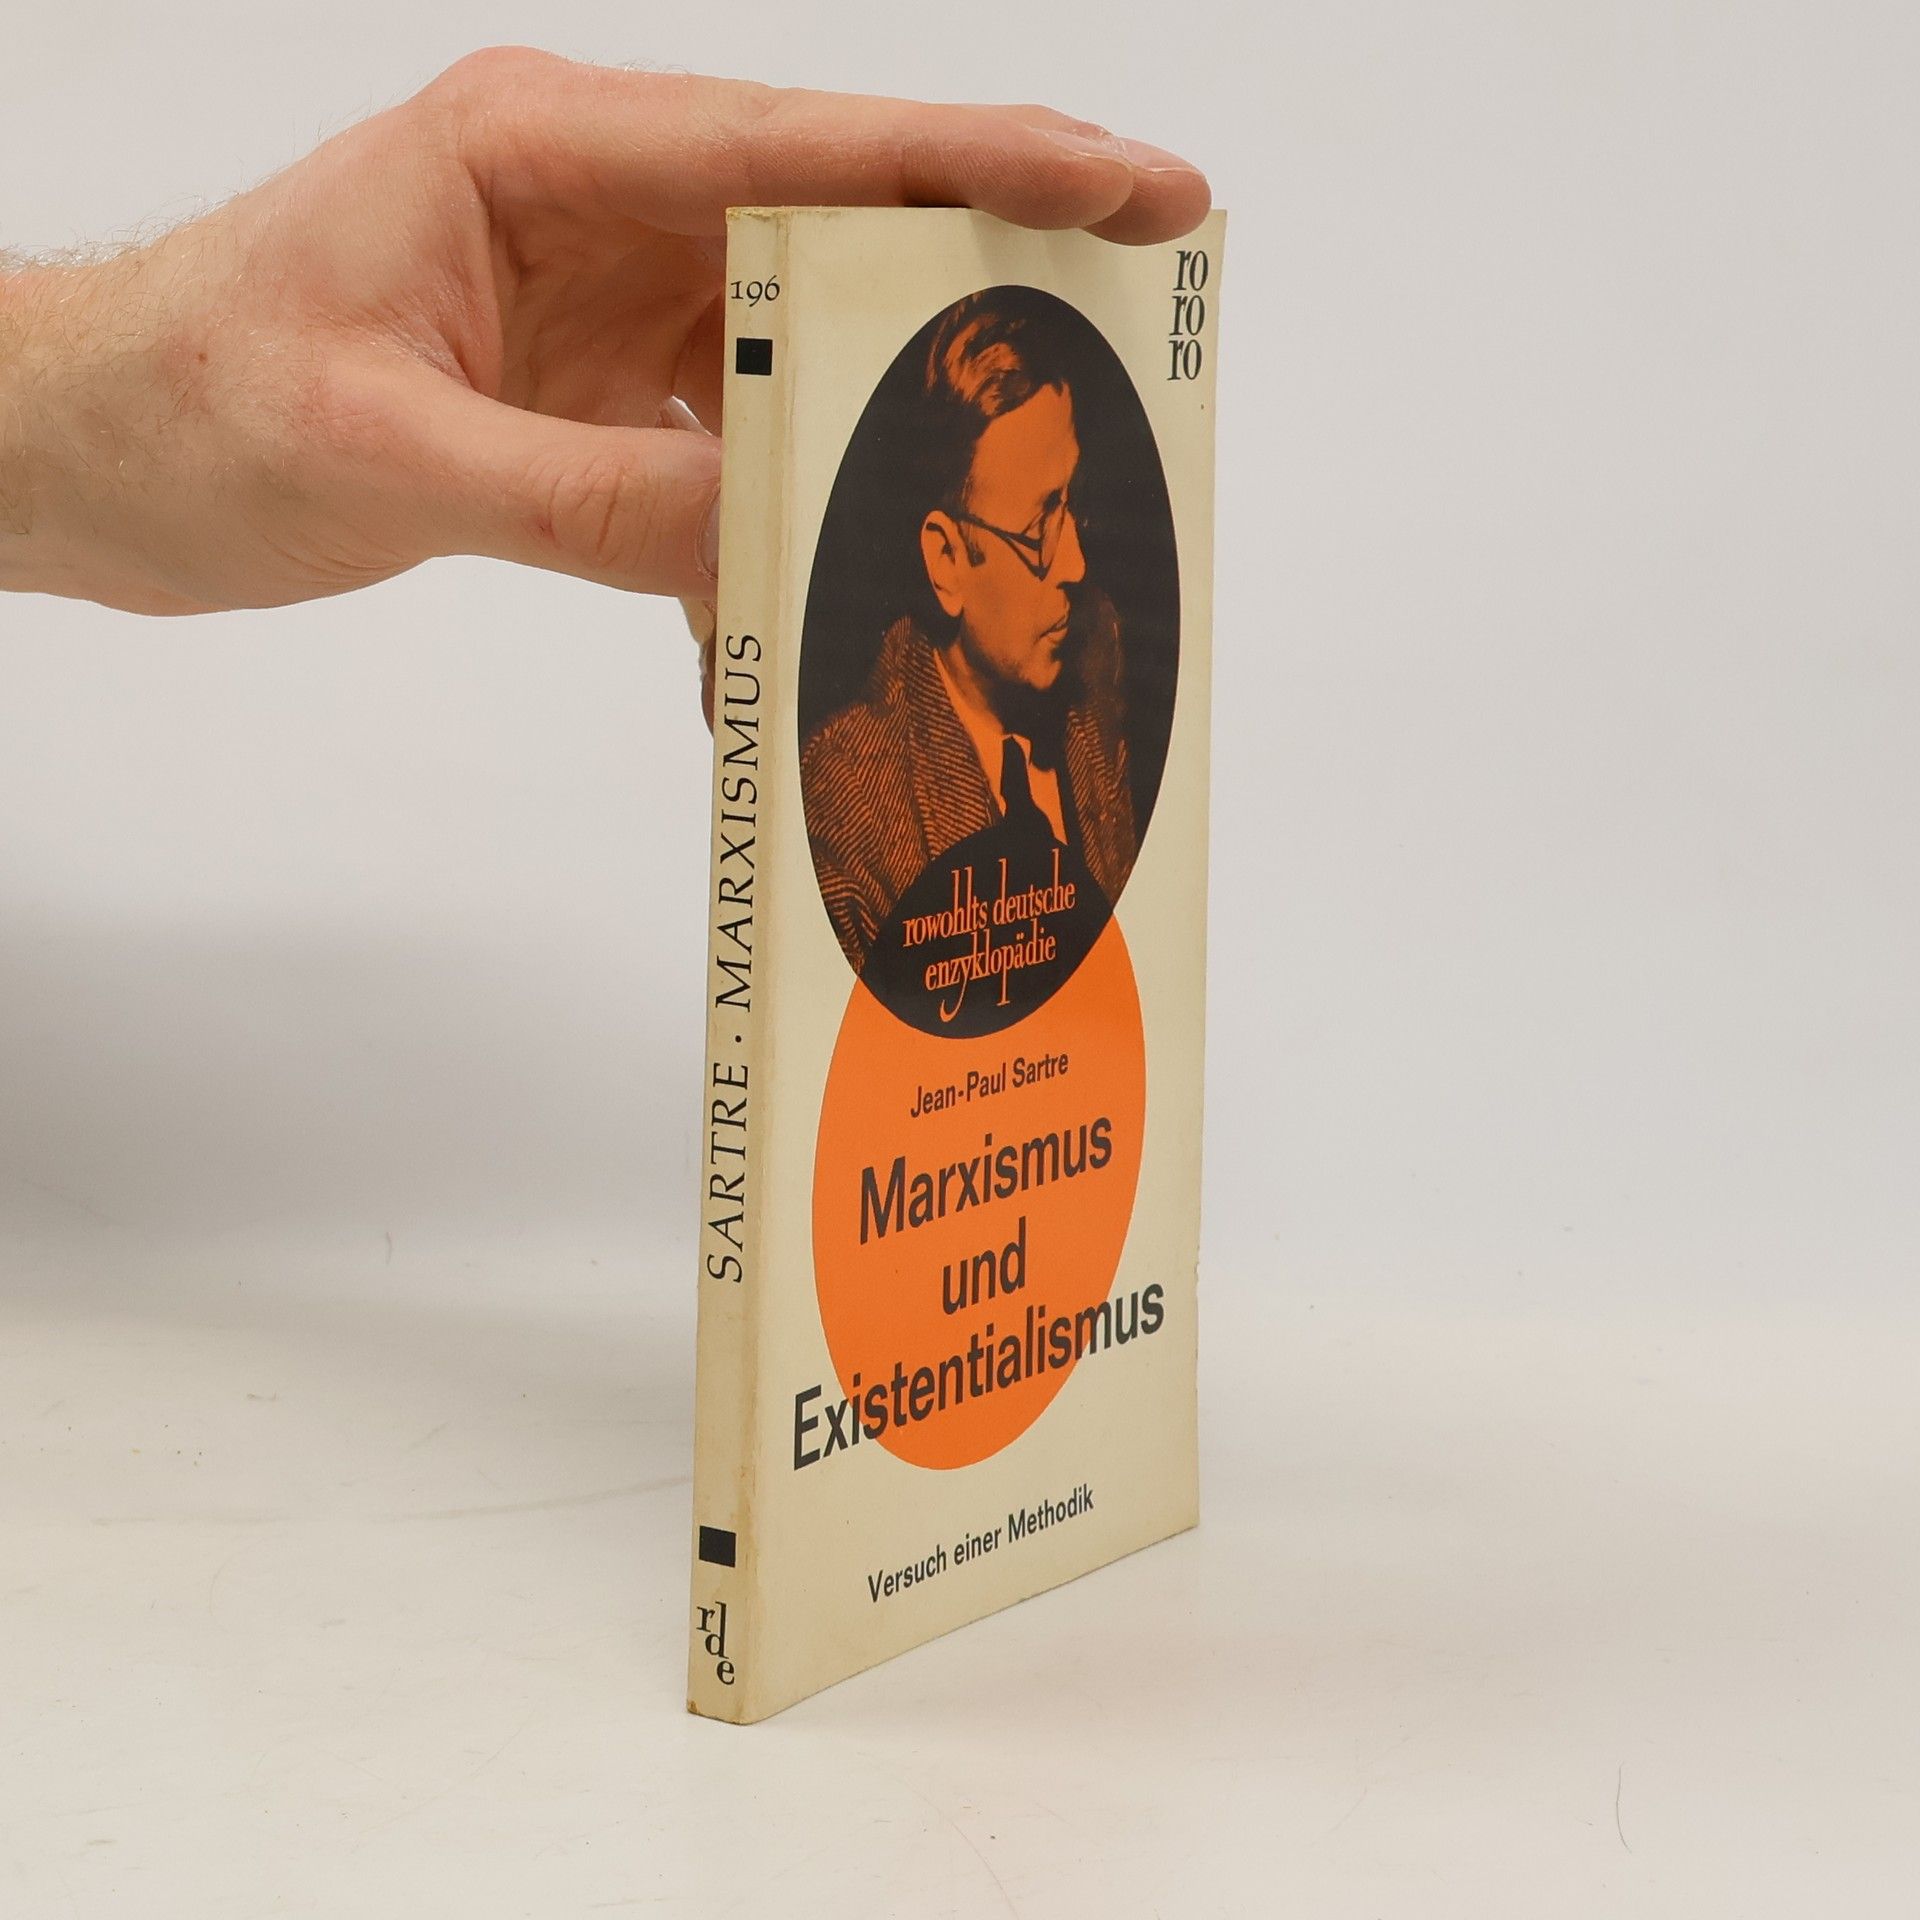 196
SARTRE · MARXISMUS
rde
ro
ro
ro
rowohlts deutsche
enzyklopädie
Jean-Paul Sartre
Marxismus
und
Existentialismus
Versuch einer Methodik